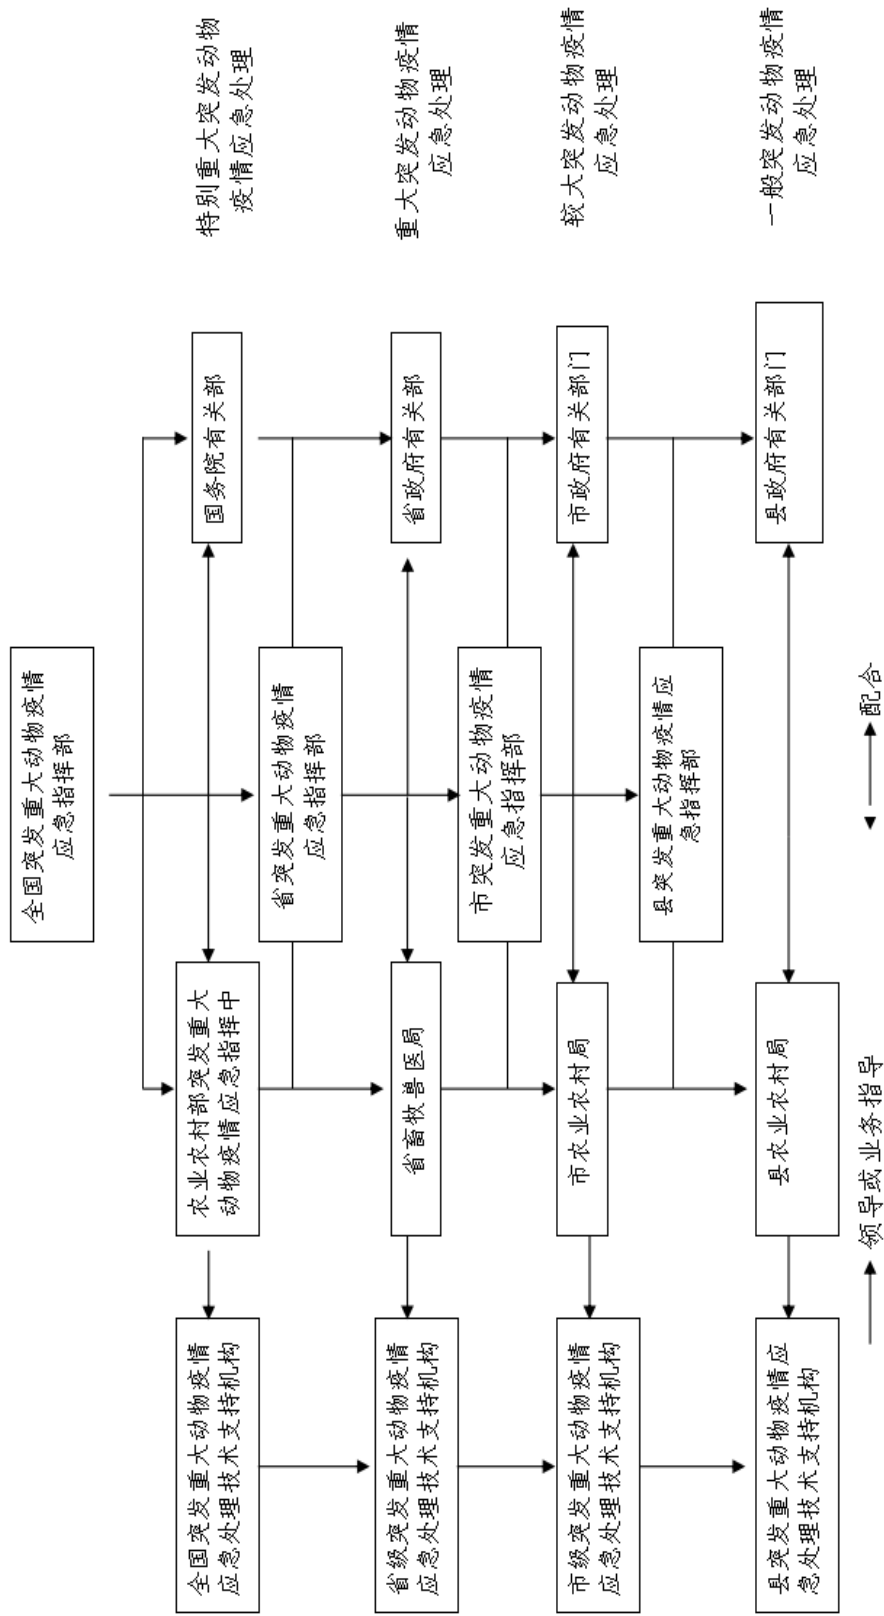 全国突发重大动物疫情
应急指挥部
全国突发重大动物疫情
应急处理技术支持机构
农业农村部突发重大
动物疫情应急指挥中
国务院有关部
特别重大突发动物
疫情应急处理
省突发重大动物疫情
应急指挥部
省级突发重大动物疫情
应急处理技术支持机构
省畜牧兽医局
省政府有关部
重大突发动物疫情
应急处理
市突发重大动物疫情
应急指挥部
市级突发重大动物疫情
应急处理技术支持机构
市农业农村局
市政府有关部门
较大突发动物疫情
应急处理
县突发重大动物疫情应
急指挥部
县突发重大动物疫情应
急处理技术支持机构
县农业农村局
县政府有关部门
一般突发动物疫情
应急处理
领导或业务指导
配合